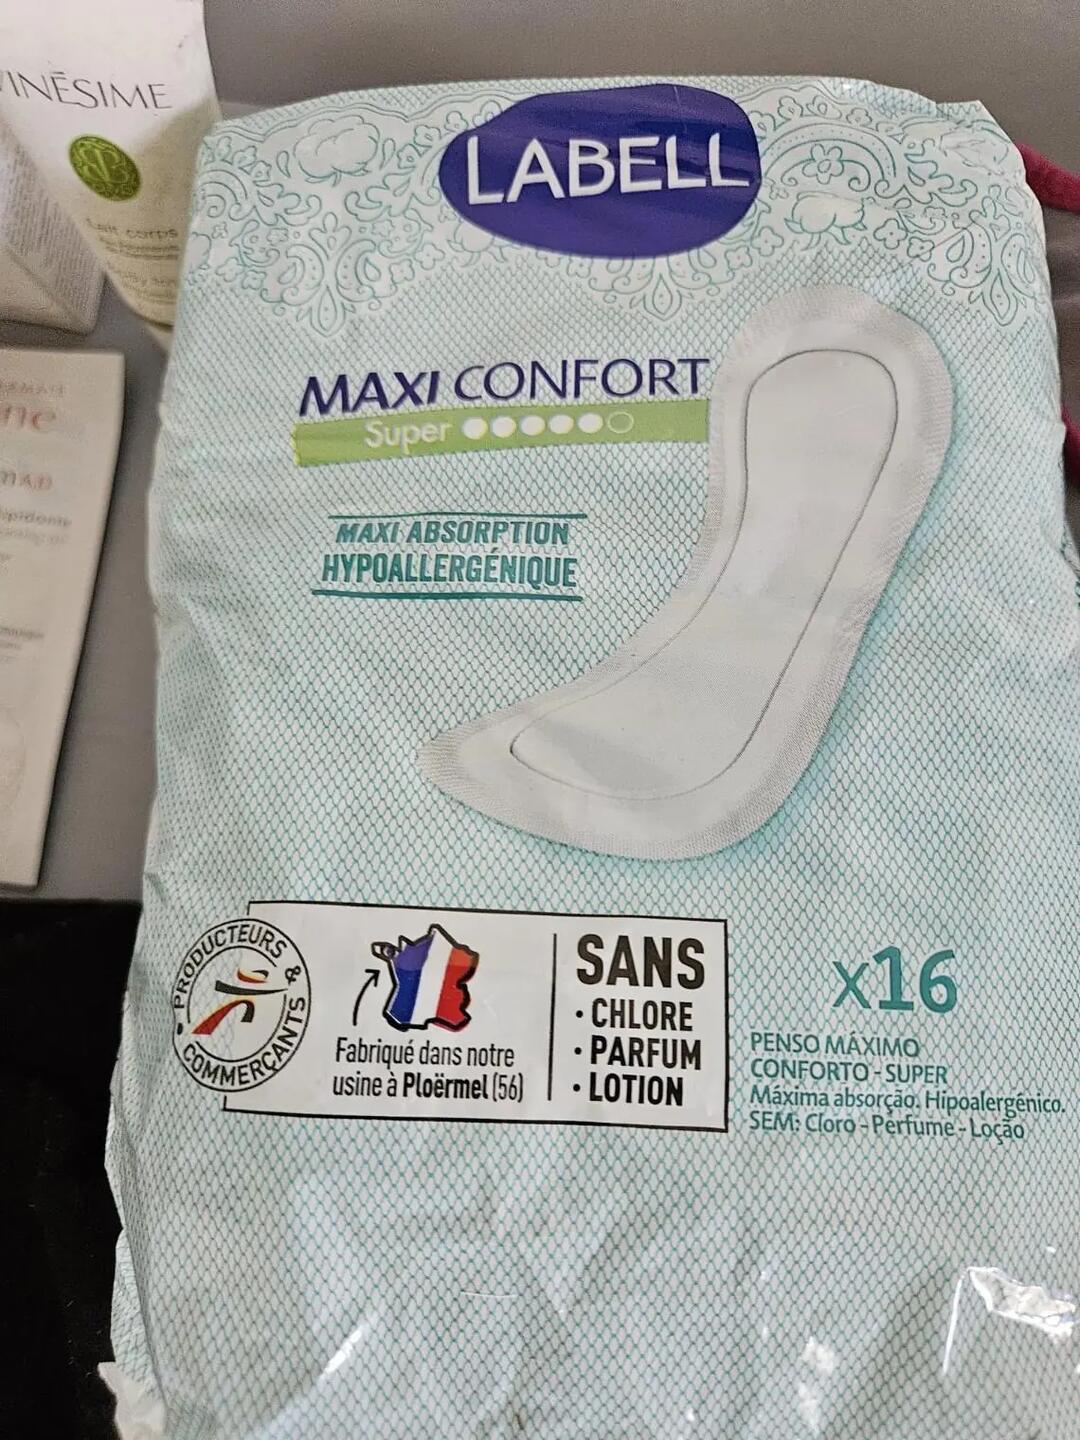 VINÉSIME
lait corps
LABELL
MAXI CONFORT
Super
MAXI ABSORPTION
HYPOALLERGÉNIQUE
PRODUCTEURS & COMMERÇANTS
Fabriqué dans notre
usine à Ploërmel (56)
SANS
• CHLORE
• PARFUM
• LOTION
x16
PENSO MÁXIMO
CONFORTO - SUPER
Máxima absorção. Hipoalergénico.
SEM: Cloro - Perfume - Loção